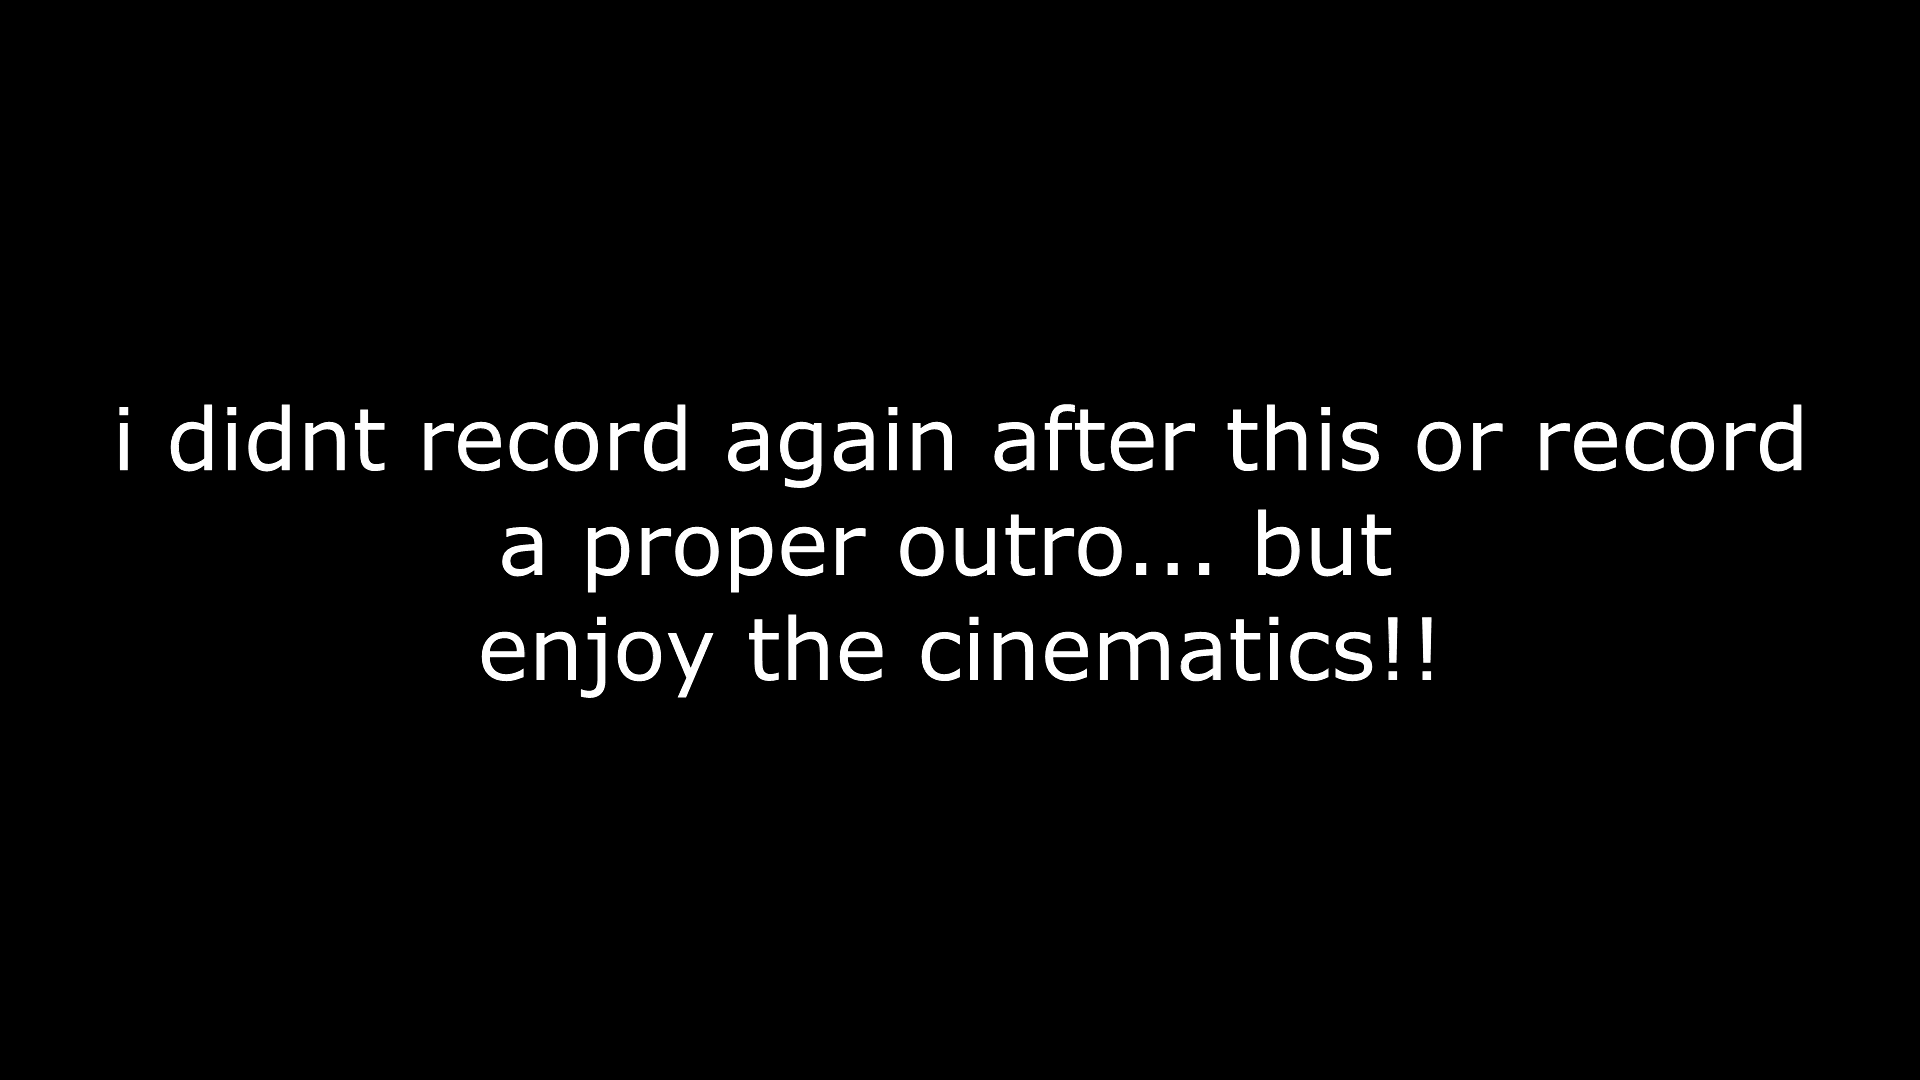 i didnt record again after this or record
a proper outro... but
enjoy the cinematics!!